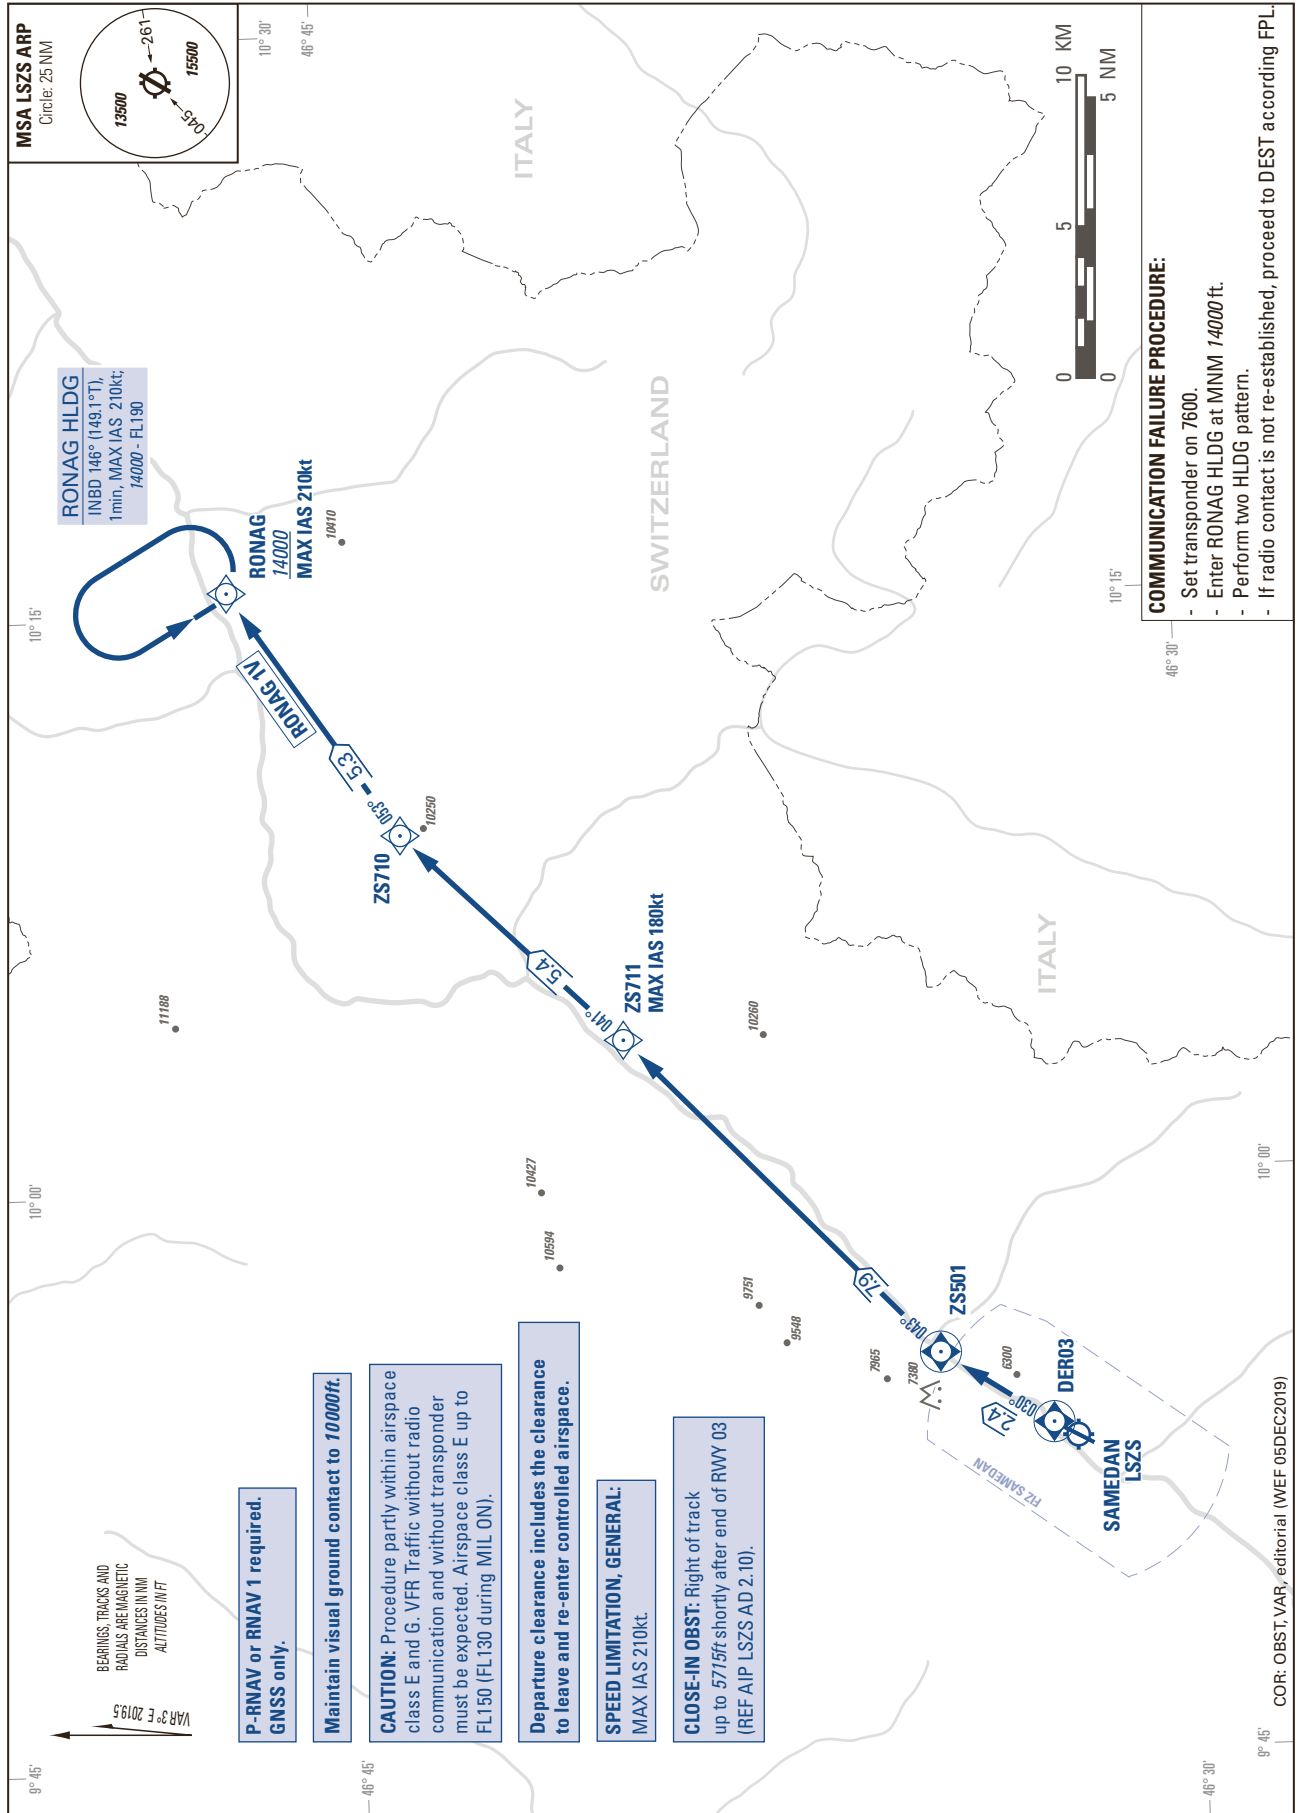 BEARINGS, TRACKS AND
RADIALS ARE MAGNETIC
DISTANCES IN NM
ALTITUDES IN FT
VAR 3° E 2019.5
P-RNAV or RNAV 1 required.
GNSS only.
Maintain visual ground contact to 10000ft.
CAUTION: Procedure partly within airspace
class E and G. VFR Traffic without radio
communication and without transponder
must be expected. Airspace class E up to
FL150 (FL130 during MIL ON).
Departure clearance includes the clearance
to leave and re-enter controlled airspace.
SPEED LIMITATION, GENERAL:
MAX IAS 210kt.
CLOSE-IN OBST: Right of track
up to 5715ft shortly after end of RWY 03
(REF AIP LSZS AD 2.10).
MSA LSZS ARP
Circle: 25 NM
13500
261
15500
045
RONAG HLDG
INBD 146° (149.1°T),
1min, MAX IAS 210kt;
14000 - FL190
RONAG
14000
MAX IAS 210kt
10410
RONAG 1V
5.3
053°
ZS710
10250
5.4
041°
ZS711
MAX IAS 180kt
11188
10260
10427
10594
9751
9548
7965
7380
7.9
043°
ZS501
6300
2.4
030°
DER03
SAMEDAN
LSZS
FIZ SAMEDAN
ITALY
SWITZERLAND
ITALY
9° 45'
10° 00'
10° 15'
10° 30'
46° 45'
46° 45'
46° 30'
9° 45'
10° 00'
10° 15'
46° 30'
0 5 10 KM
0 5 NM
COMMUNICATION FAILURE PROCEDURE:
- Set transponder on 7600.
- Enter RONAG HLDG at MNM 14000 ft.
- Perform two HLDG pattern.
- If radio contact is not re-established, proceed to DEST according FPL.
COR: OBST, VAR, editorial (WEF 05DEC2019)